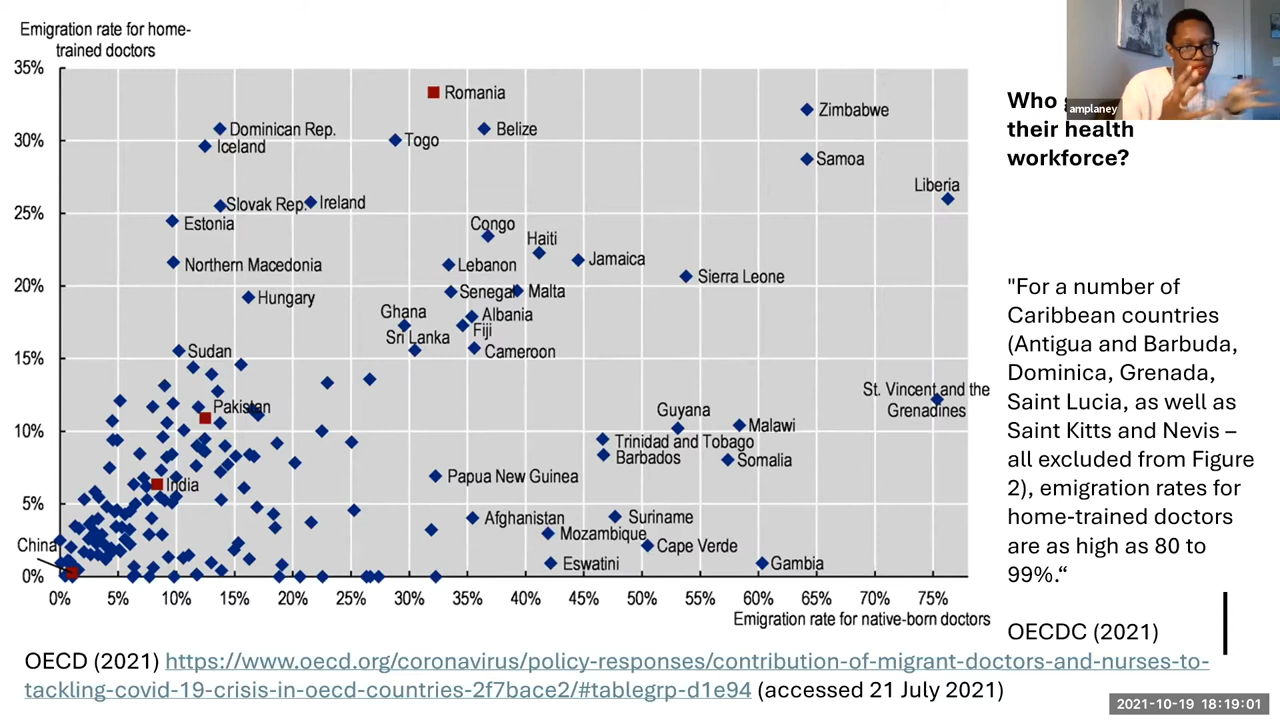 Emigration rate for home-
trained doctors
35%
30%
25%
20%
15%
10%
5%
0%
Romania
Zimbabwe
Dominican Rep.
Belize
Iceland
Togo
Samoa
Liberia
Slovak Rep.
Ireland
Estonia
Congo
Haiti
Jamaica
Northern Macedonia
Lebanon
Sierra Leone
Hungary
Senegal
Malta
Ghana
Albania
Fiji
Sri Lanka
Cameroon
Sudan
St. Vincent and the
Grenadines
Pakistan
Guyana
Malawi
Trinidad and Tobago
Barbados
Somalia
Papua New Guinea
India
Afghanistan
Suriname
Mozambique
Cape Verde
China
Eswatini
Gambia
0% 5% 10% 15% 20% 25% 30% 35% 40% 45% 50% 55% 60% 65% 70% 75%
Emigration rate for native-born doctors
amplaney
Who
their health
workforce?
"For a number of
Caribbean countries
(Antigua and Barbuda,
Dominica, Grenada,
Saint Lucia, as well as
Saint Kitts and Nevis –
all excluded from Figure
2), emigration rates for
home-trained doctors
are as high as 80 to
99%.“
OECDC (2021)
OECD (2021) https://www.oecd.org/coronavirus/policy-responses/contribution-of-migrant-doctors-and-nurses-to-
tackling-covid-19-crisis-in-oecd-countries-2f7bace2/#tablegrp-d1e94 (accessed 21 July 2021)
2021-10-19 18:19:01